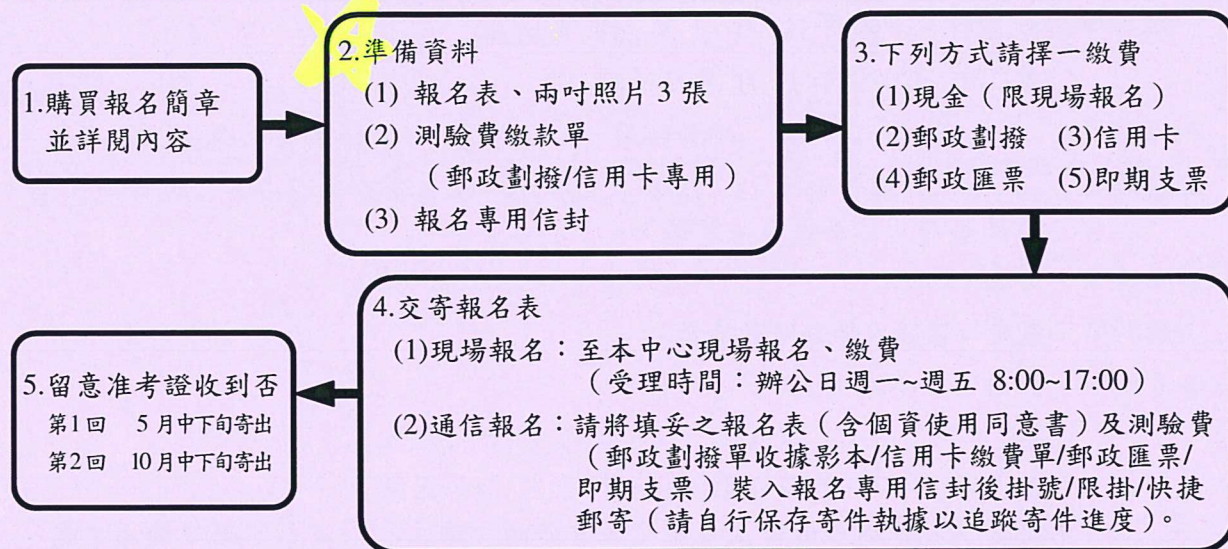 1.購買報名簡章
並詳閱內容
2.準備資料
(1) 報名表、兩吋照片 3 張
(2) 測驗費繳款單
（郵政劃撥/信用卡專用）
(3) 報名專用信封
3.下列方式請擇一繳費
(1)現金（限現場報名）
(2)郵政劃撥 (3)信用卡
(4)郵政匯票 (5)即期支票
4.交寄報名表
(1)現場報名：至本中心現場報名、繳費
（受理時間：辦公日週一~週五 8:00~17:00）
(2)通信報名：請將填妥之報名表（含個資使用同意書）及測驗費
（郵政劃撥單收據影本/信用卡繳費單/郵政匯票/
即期支票）裝入報名專用信封後掛號/限掛/快捷
郵寄（請自行保存寄件執據以追蹤寄件進度）。
5.留意准考證收到否
第1回 5 月中下旬寄出
第2回 10 月中下旬寄出